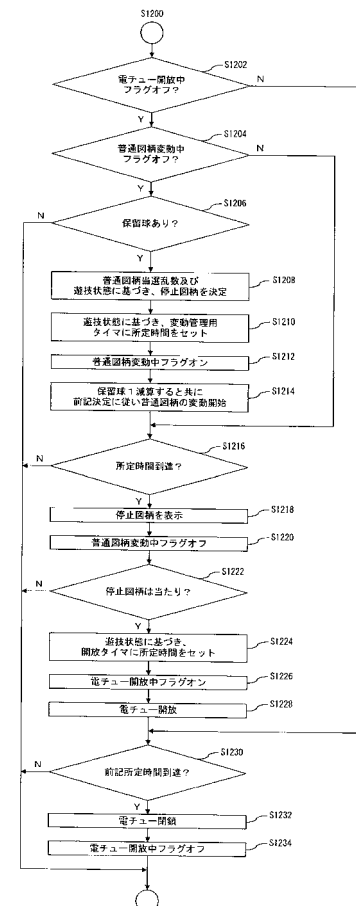 S1200
S1202
電チュー開放中
フラグオフ?
N
Y
S1204
普通図柄変動中
フラグオフ?
N
Y
S1206
保留球あり?
N
Y
普通図柄当選乱数及び
遊技状態に基づき、停止図柄を決定
S1208
遊技状態に基づき、変動管理用
タイマに所定時間をセット
S1210
普通図柄変動中フラグオン
S1212
保留球1減算すると共に
前記決定に従い普通図柄の変動開始
S1214
S1216
所定時間到達?
N
Y
停止図柄を表示
S1218
普通図柄変動中フラグオフ
S1220
S1222
停止図柄は当たり?
N
Y
遊技状態に基づき、
開放タイマに所定時間をセット
S1224
電チュー開放中フラグオン
S1226
電チュー開放
S1228
S1230
前記所定時間到達?
N
Y
電チュー閉鎖
S1232
電チュー開放中フラグオフ
S1234